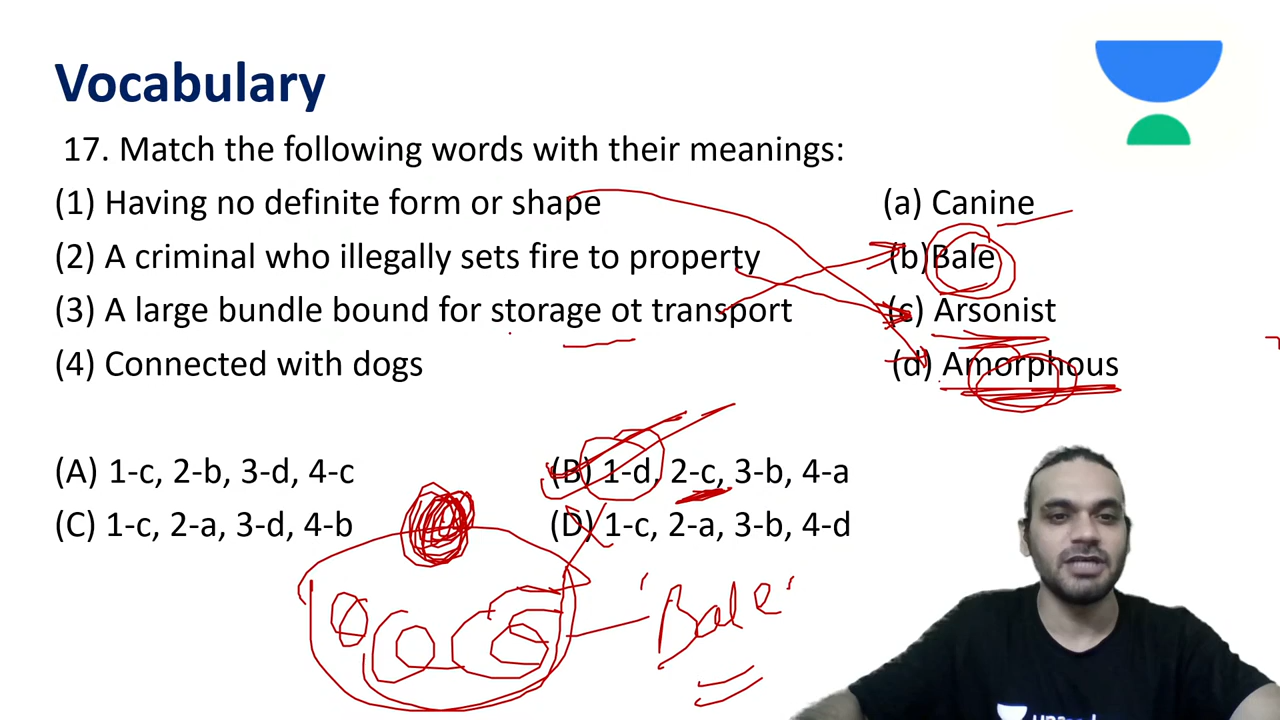 Vocabulary
17. Match the following words with their meanings:
(1) Having no definite form or shape (a) Canine
(2) A criminal who illegally sets fire to property (b) Bale
(3) A large bundle bound for storage ot transport (c) Arsonist
(4) Connected with dogs (d) Amorphous
(A) 1-c, 2-b, 3-d, 4-c (B) 1-d, 2-c, 3-b, 4-a
(C) 1-c, 2-a, 3-d, 4-b (D) 1-c, 2-a, 3-b, 4-d
'Bale'